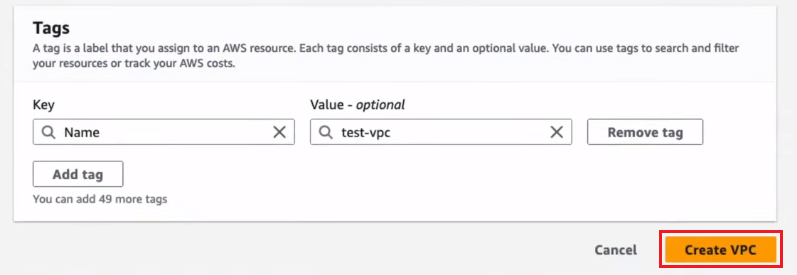 Tags
A tag is a label that you assign to an AWS resource. Each tag consists of a key and an optional value. You can use tags to search and filter
your resources or track your AWS costs.
Key
Value - optional
Name
test-vpc
Remove tag
Add tag
You can add 49 more tags
Cancel
Create VPC